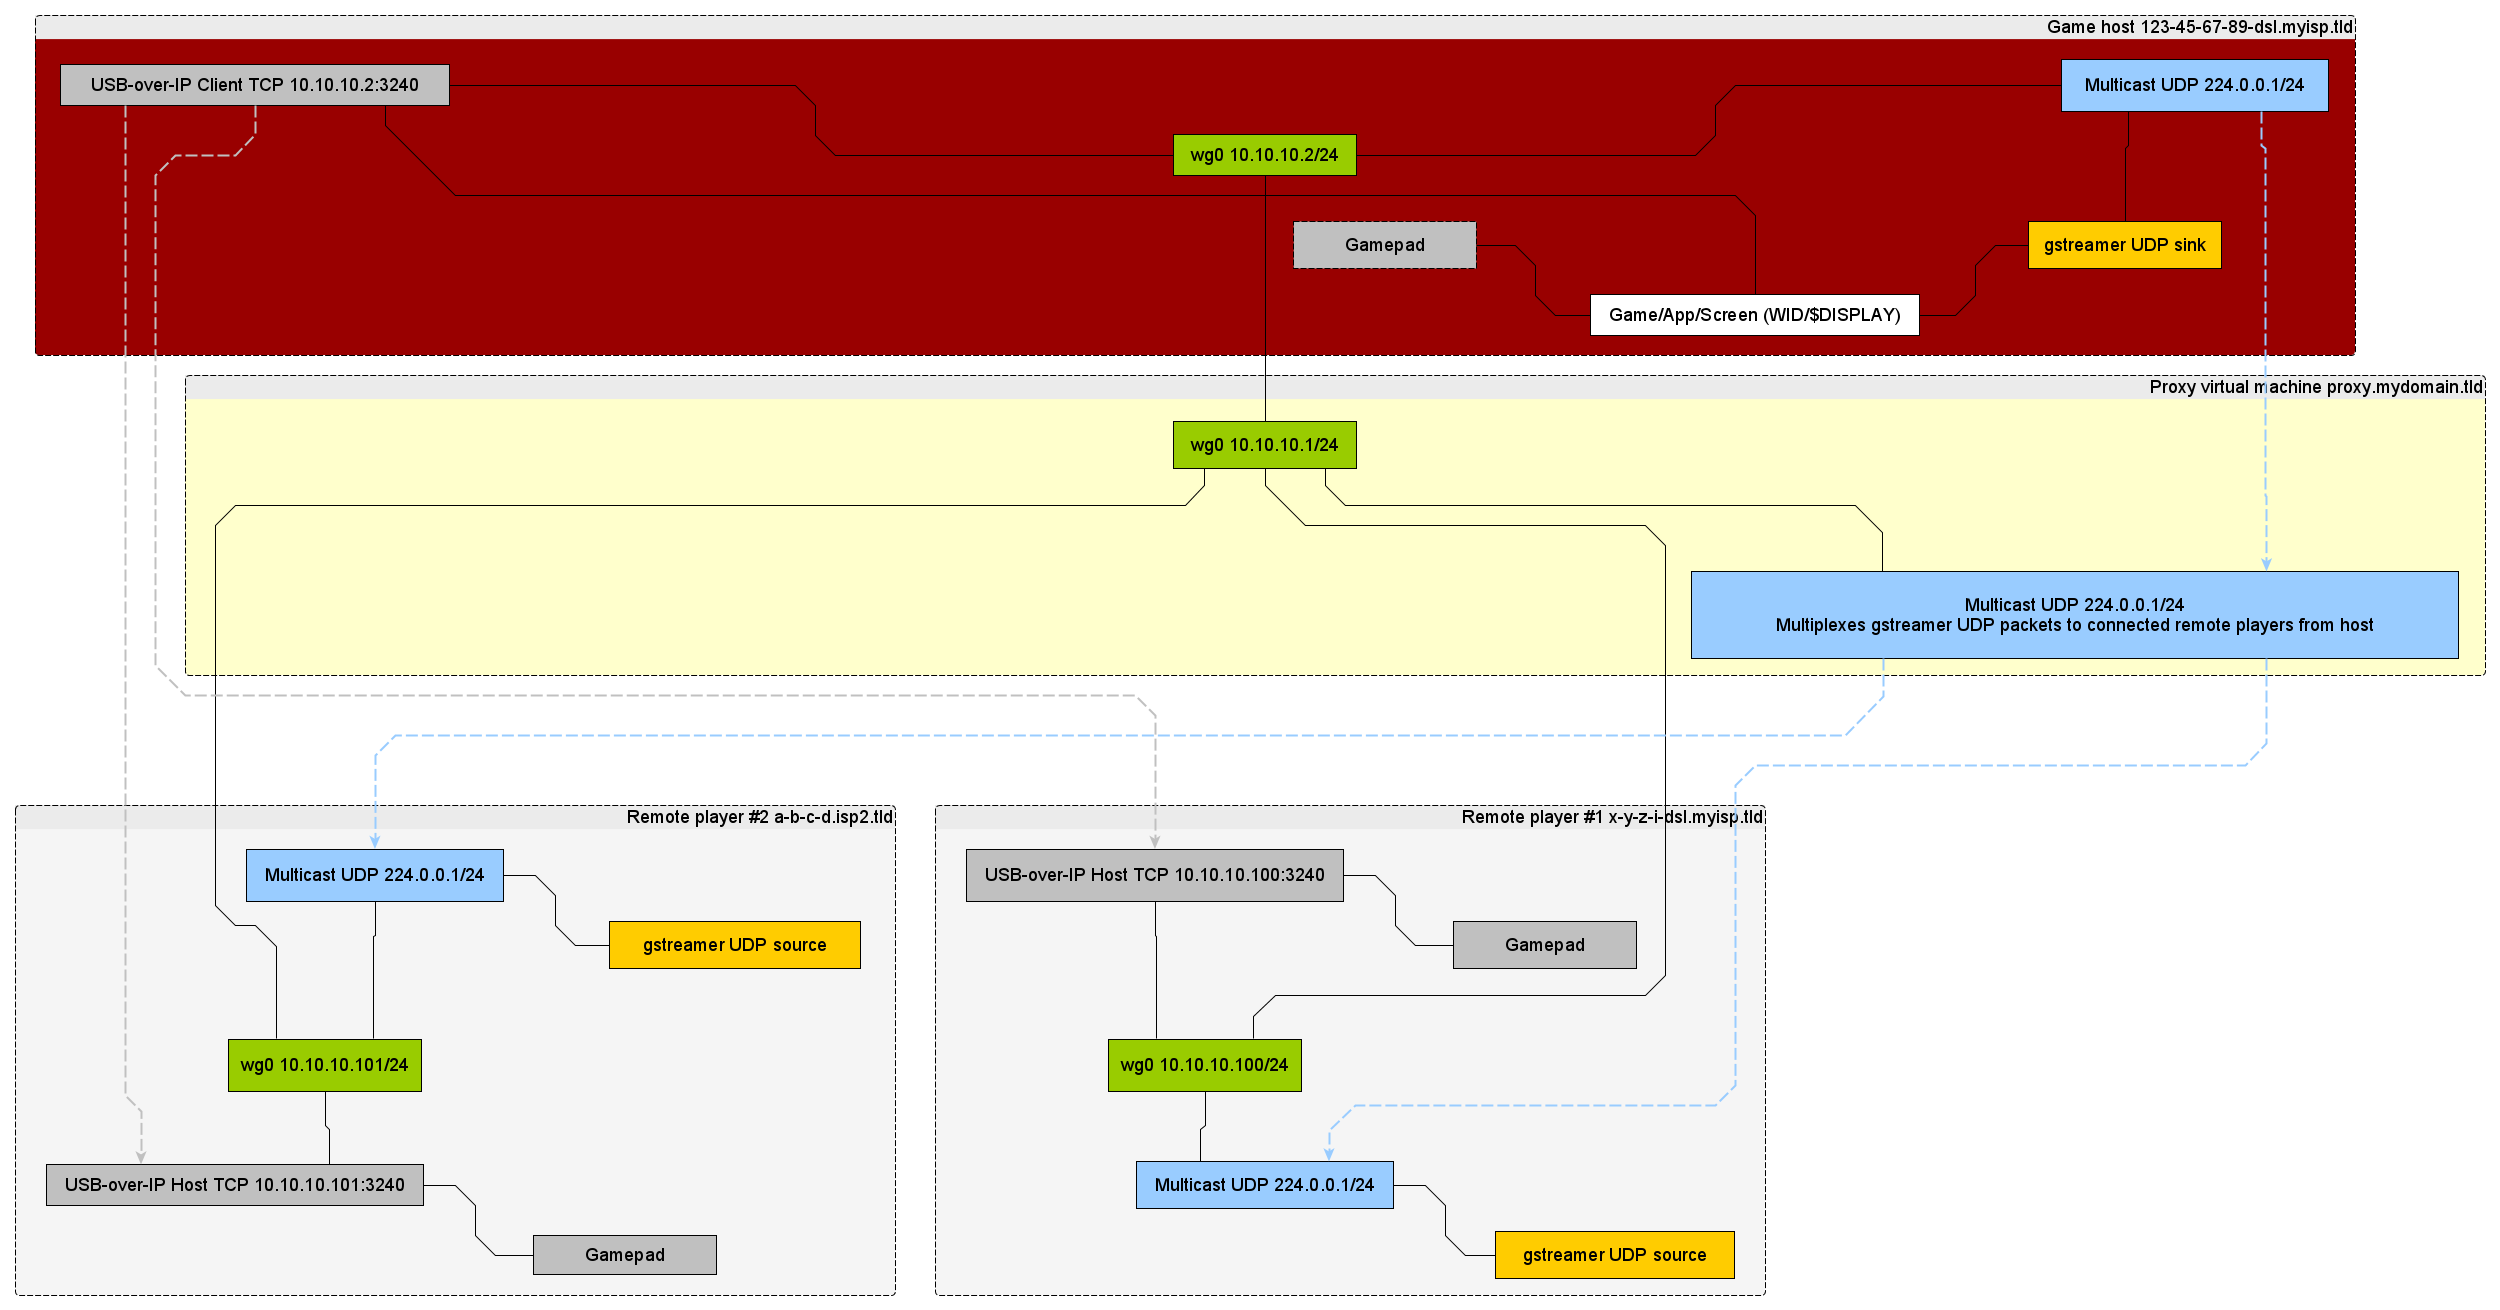 Game host 123-45-67-89-dsl.myisp.tld
USB-over-IP Client TCP 10.10.10.2:3240
Multicast UDP 224.0.0.1/24
wg0 10.10.10.2/24
Gamepad
gstreamer UDP sink
Game/App/Screen (WID/$DISPLAY)
Proxy virtual machine proxy.mydomain.tld
wg0 10.10.10.1/24
Multicast UDP 224.0.0.1/24
Multiplexes gstreamer UDP packets to connected remote players from host
Remote player #2 a-b-c-d.isp2.tld
Multicast UDP 224.0.0.1/24
gstreamer UDP source
wg0 10.10.10.101/24
USB-over-IP Host TCP 10.10.10.101:3240
Gamepad
Remote player #1 x-y-z-i-dsl.myisp.tld
USB-over-IP Host TCP 10.10.10.100:3240
Gamepad
wg0 10.10.10.100/24
Multicast UDP 224.0.0.1/24
gstreamer UDP source